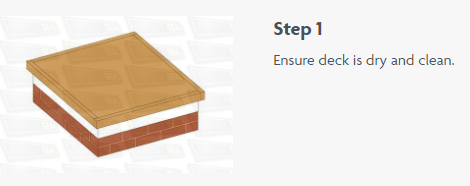 Step 1
Ensure deck is dry and clean.